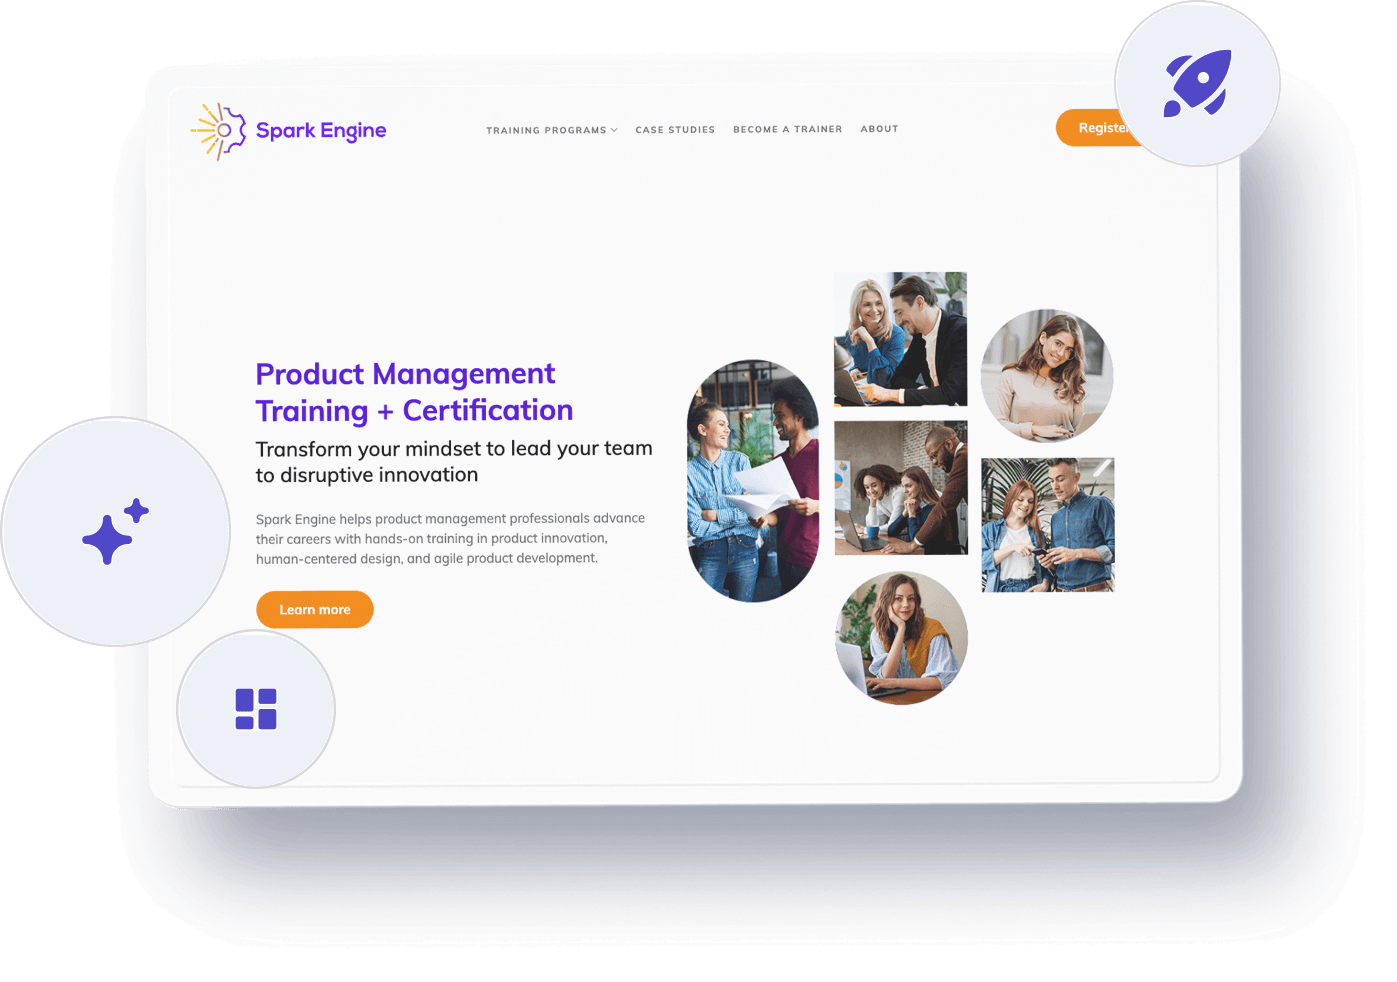 Spark Engine
TRAINING PROGRAMS
CASE STUDIES
BECOME A TRAINER
ABOUT
Product Management
Training + Certification
Transform your mindset to lead your team
to disruptive innovation
Spark Engine helps product management professionals advance
their careers with hands-on training in product innovation,
human-centered design, and agile product development.
Learn more